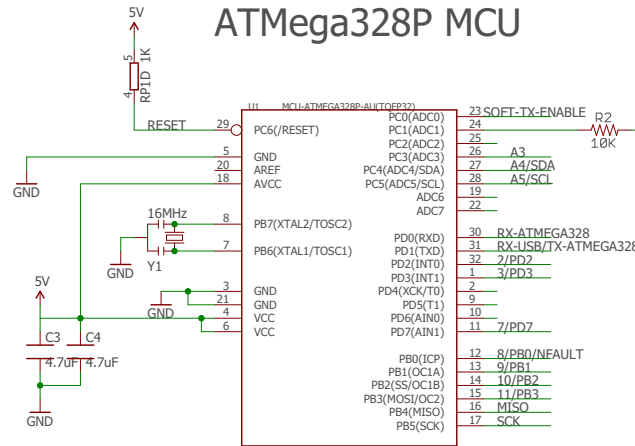 ATMega328P MCU
5V
5
1K
RP1D
4
U1 MCU-ATMEGA328P-AU(TQFP32)
RESET 29 PC6(/RESET)
PC0(ADC0) 23 SOFT-TX-ENABLE
PC1(ADC1) 24 R2
10K
PC2(ADC2) 25
GND 5 GND PC3(ADC3) 26 A3
20 AREF PC4(ADC4/SDA) 27 A4/SDA
18 AVCC PC5(ADC5/SCL) 28 A5/SCL
ADC6 19
ADC7 22
16MHz 8 PB7(XTAL2/TOSC2)
PD0(RXD) 30 RX-ATMEGA328
7 PB6(XTAL1/TOSC1) PD1(TXD) 31 RX-USB/TX-ATMEGA328
GND Y1 PD2(INT0) 32 2/PD2
PD3(INT1) 1 3/PD3
3 GND PD4(XCK/T0) 2
5V GND 21 GND PD5(T1) 9
4 VCC PD6(AIN0) 10
6 VCC PD7(AIN1) 11 7/PD7
C3 C4
4.7uF 4.7uF
PB0(ICP) 12 8/PB0/NFAULT
PB1(OC1A) 13 9/PB1
PB2(SS/OC1B) 14 10/PB2
PB3(MOSI/OC2) 15 11/PB3
GND PB4(MISO) 16 MISO
PB5(SCK) 17 SCK